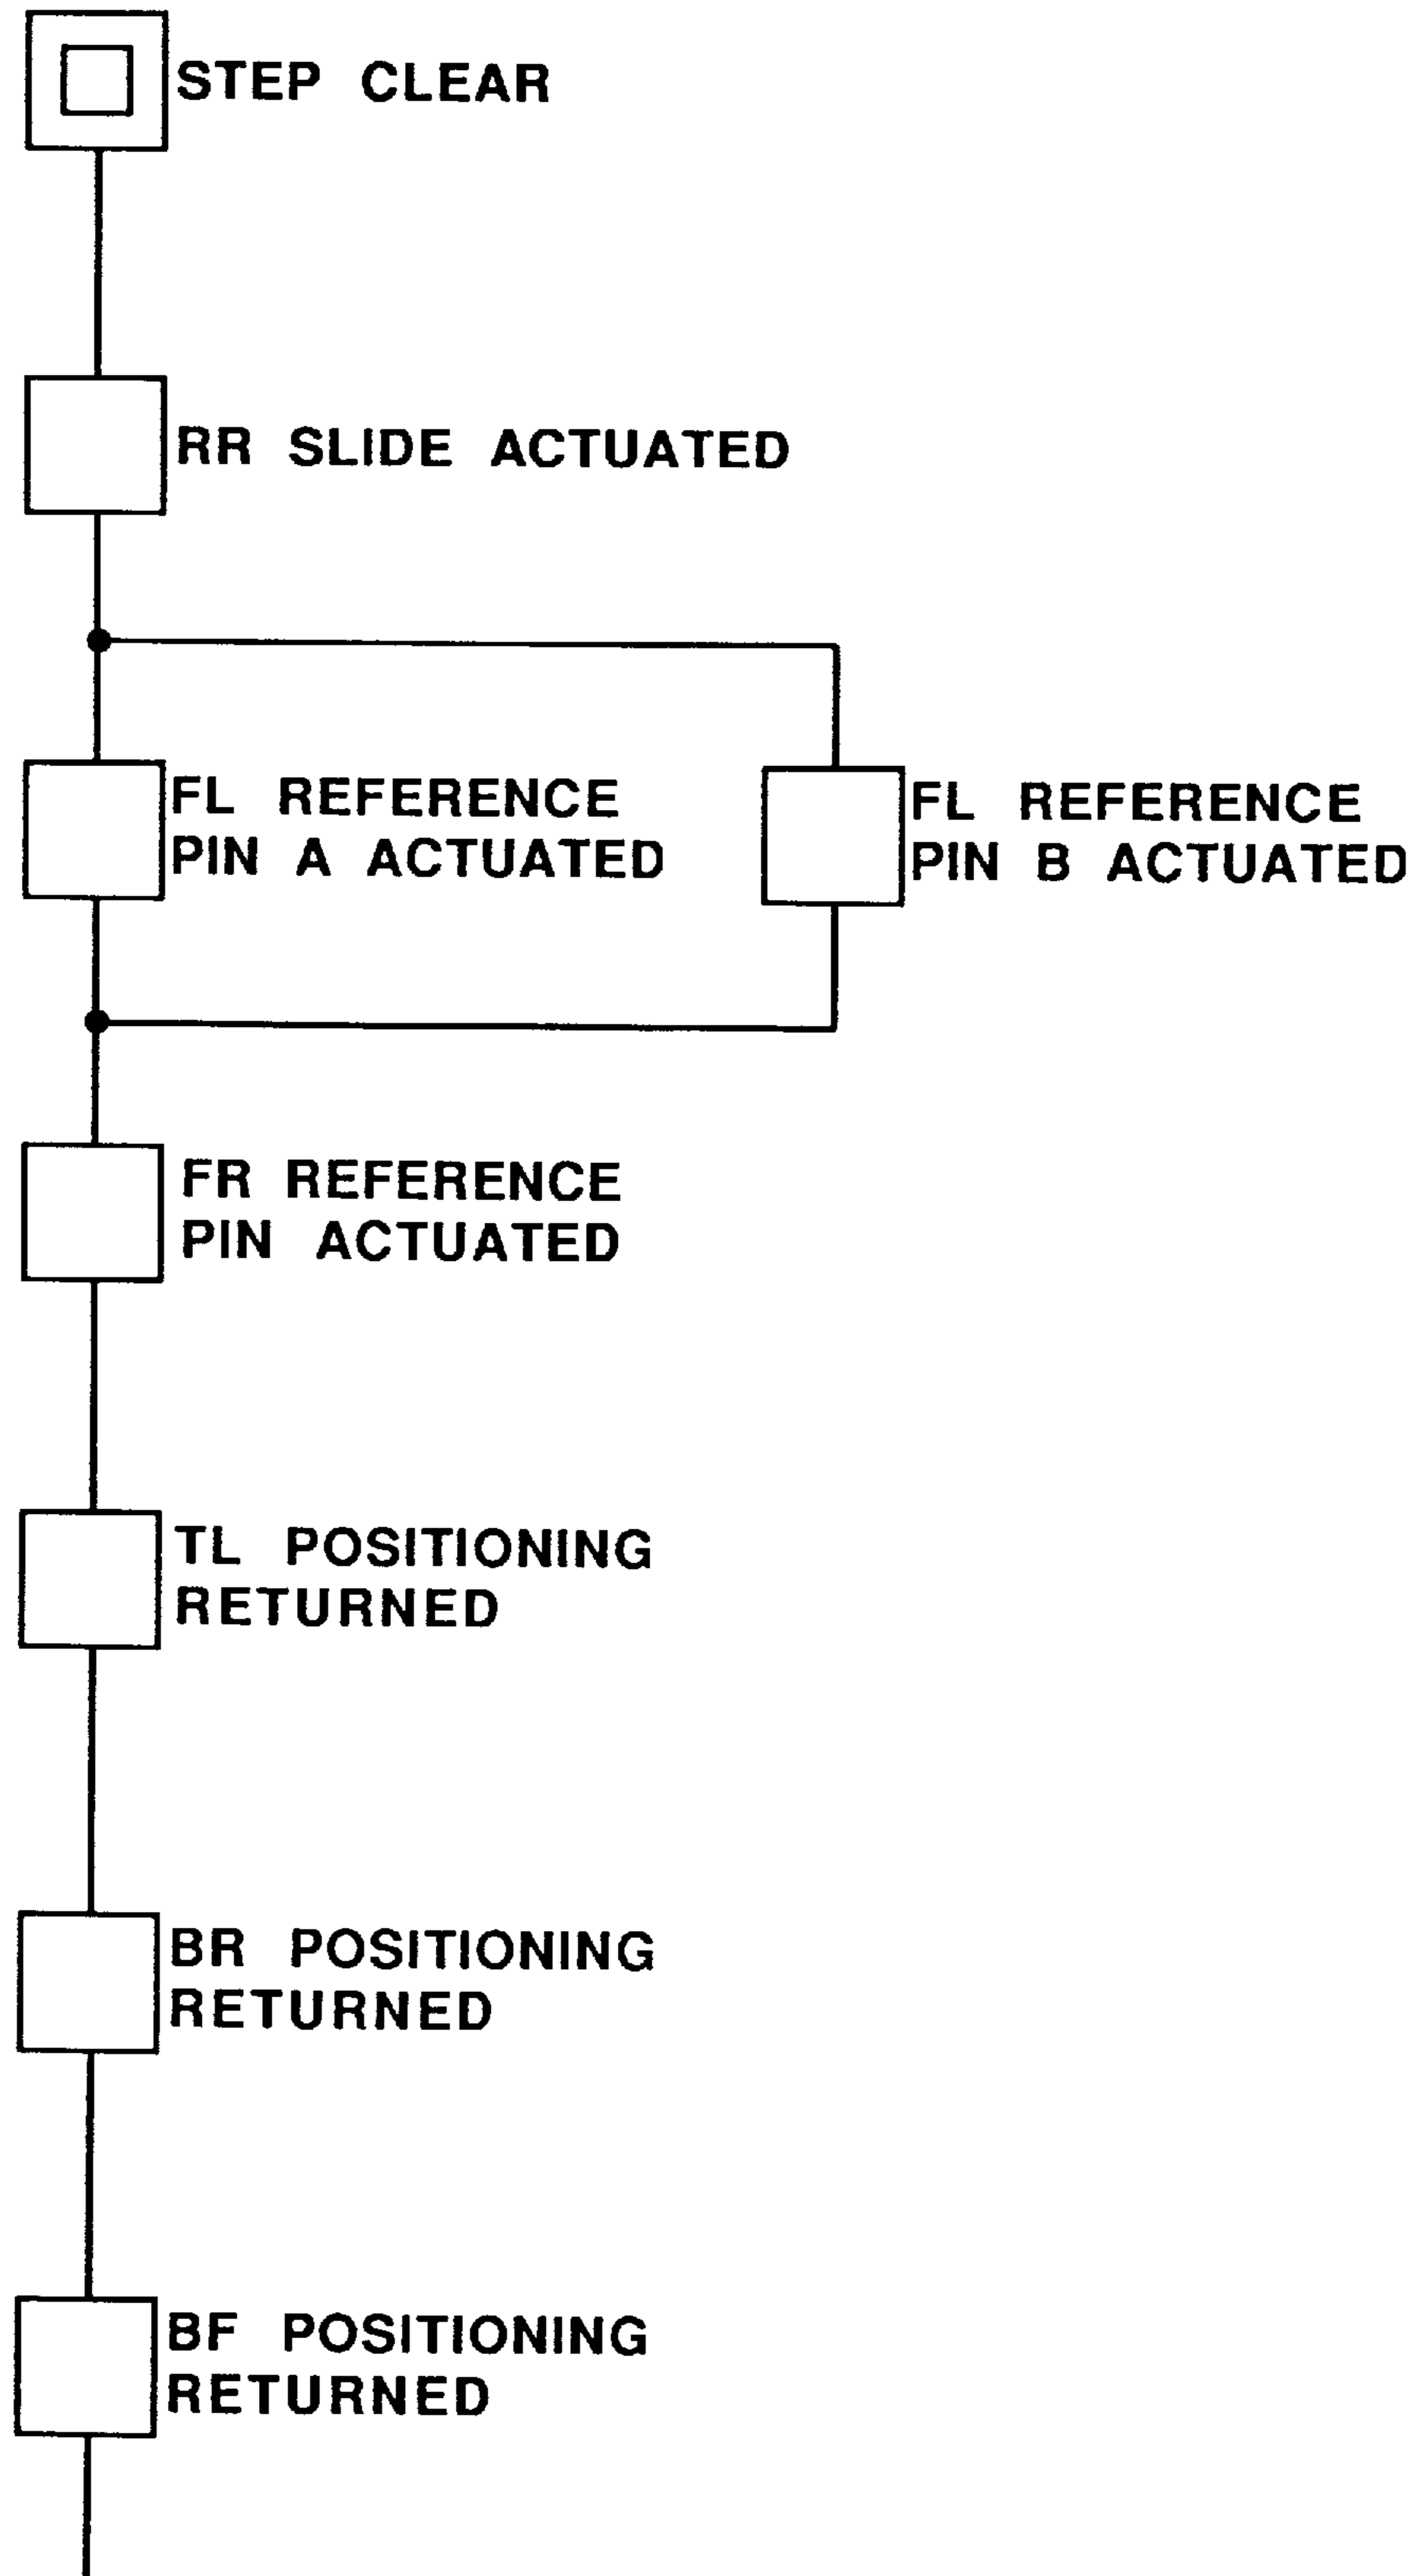 STEP CLEAR
RR SLIDE ACTUATED
FL REFERENCE
PIN A ACTUATED
FL REFERENCE
PIN B ACTUATED
FR REFERENCE
PIN ACTUATED
TL POSITIONING
RETURNED
BR POSITIONING
RETURNED
BF POSITIONING
RETURNED